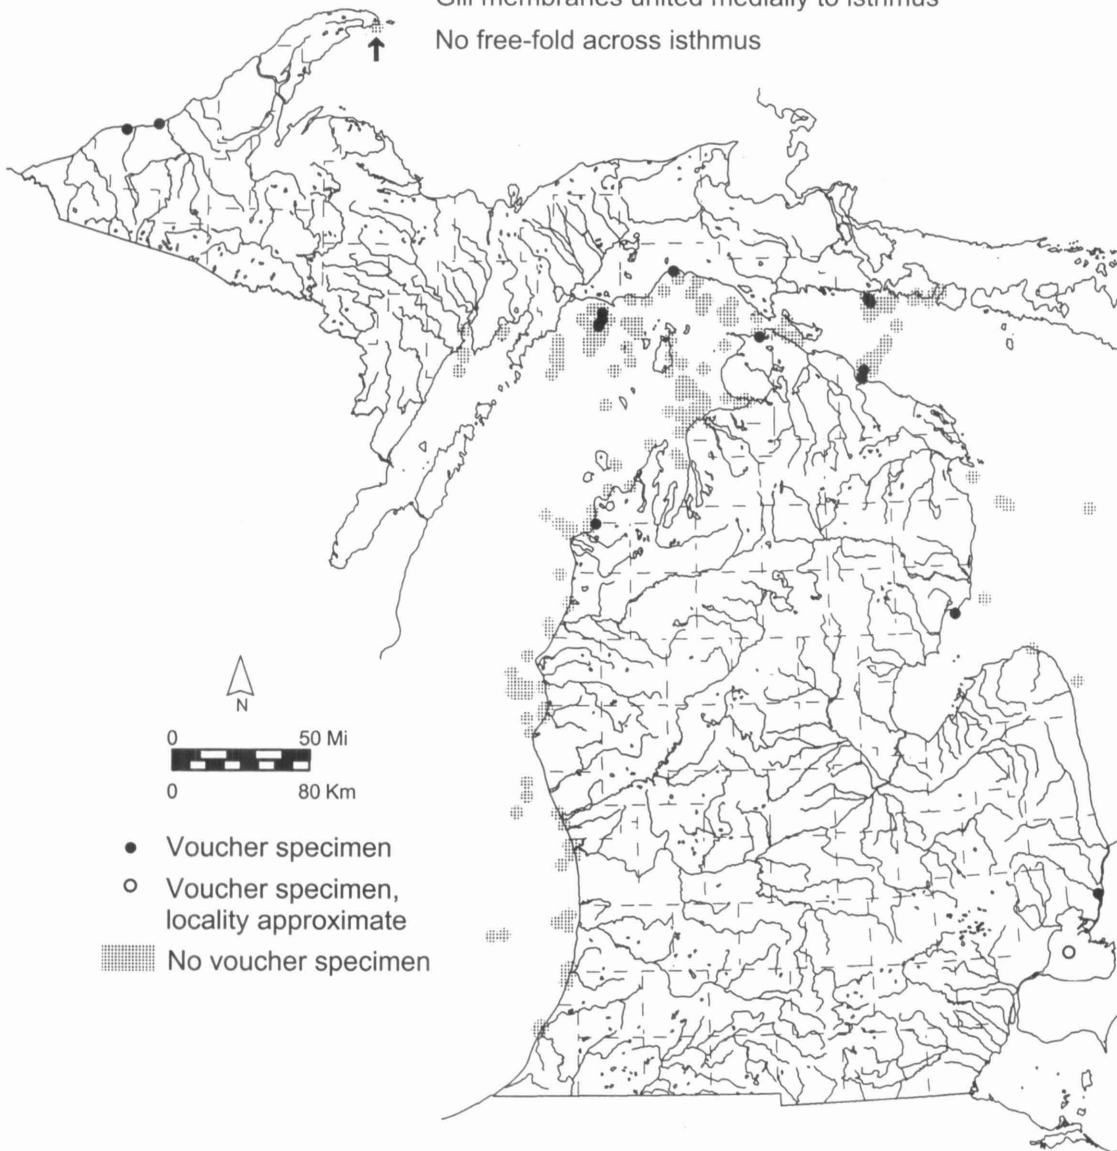 Gill membranes united medially to isthmus
No free-fold across isthmus
N
0 50 Mi
0 80 Km
Voucher specimen
Voucher specimen,
locality approximate
No voucher specimen